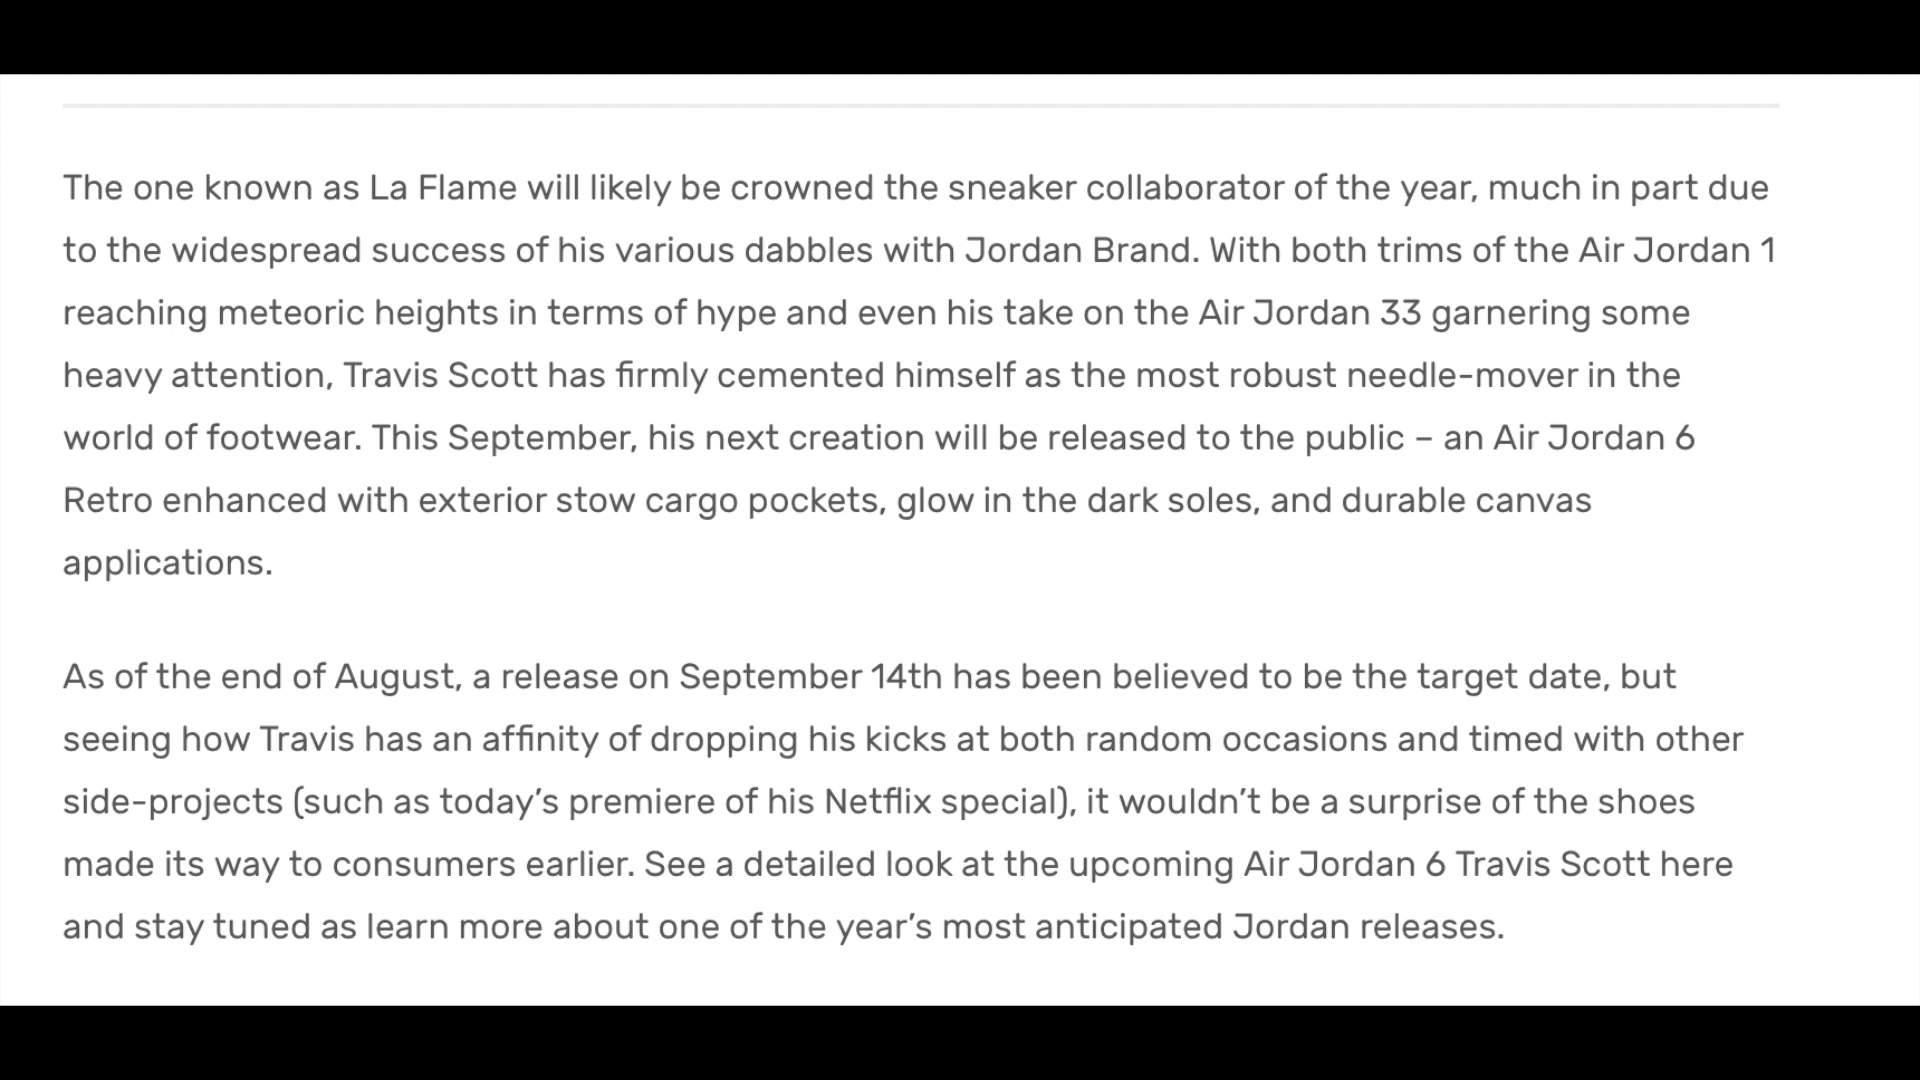 The one known as La Flame will likely be crowned the sneaker collaborator of the year, much in part due
to the widespread success of his various dabbles with Jordan Brand. With both trims of the Air Jordan 1
reaching meteoric heights in terms of hype and even his take on the Air Jordan 33 garnering some
heavy attention, Travis Scott has firmly cemented himself as the most robust needle-mover in the
world of footwear. This September, his next creation will be released to the public – an Air Jordan 6
Retro enhanced with exterior stow cargo pockets, glow in the dark soles, and durable canvas
applications.
As of the end of August, a release on September 14th has been believed to be the target date, but
seeing how Travis has an affinity of dropping his kicks at both random occasions and timed with other
side-projects (such as today’s premiere of his Netflix special), it wouldn’t be a surprise of the shoes
made its way to consumers earlier. See a detailed look at the upcoming Air Jordan 6 Travis Scott here
and stay tuned as learn more about one of the year’s most anticipated Jordan releases.